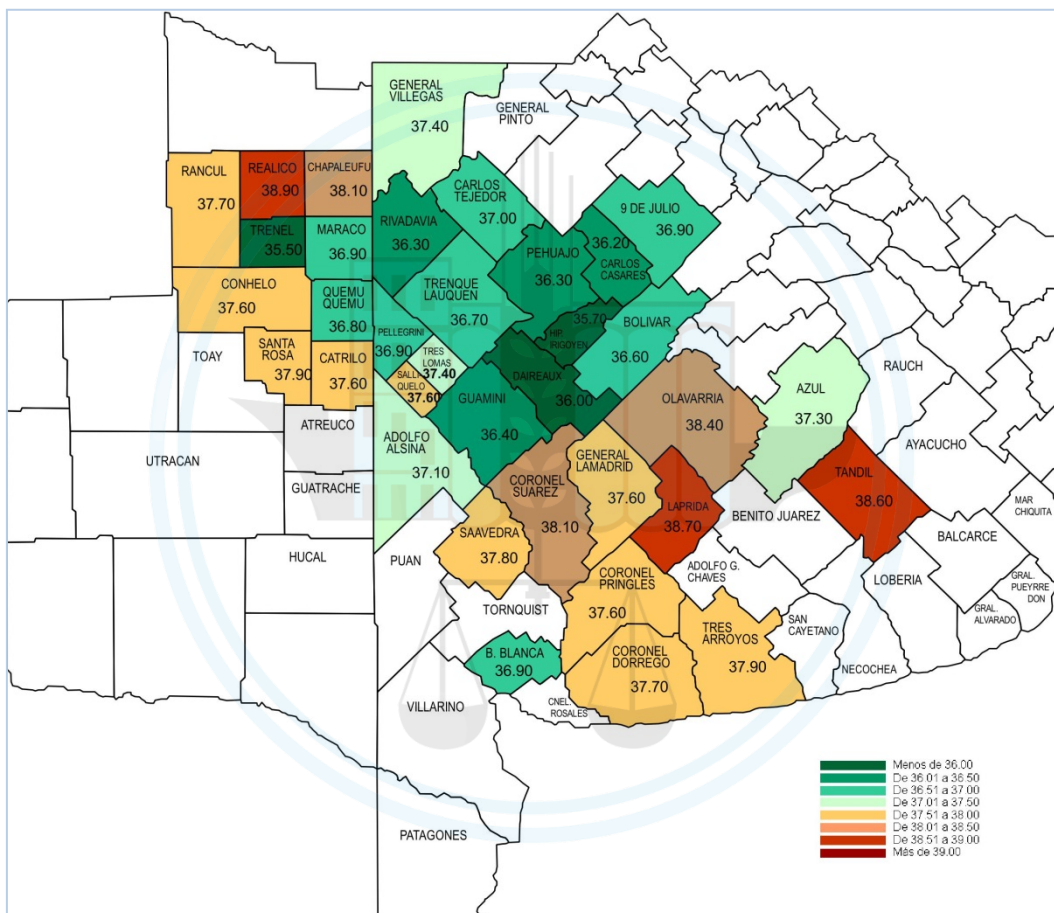 GENERAL
VILLEGAS
37.40
GENERAL
PINTO
RANCUL
37.70
REALICO
38.90
CHAPALEUFU
38.10
CARLOS
TEJEDOR
37.00
9 DE JULIO
36.90
TRENEL
35.50
MARACO
36.90
RIVADAVIA
36.30
PEHUAJO
36.30
36.20
CARLOS
CASARES
CONHELO
37.60
QUEMU
QUEMU
36.80
TRENQUE
LAUQUEN
36.70
35.70
HIP.
IRIGOYEN
BOLIVAR
36.60
TOAY
SANTA
ROSA
37.90
CATRILO
37.60
PELLEGRINI
36.90
TRES
LOMAS
37.40
SALLI
QUELO
37.60
DAIREAUX
36.00
GUAMINI
36.40
OLAVARRIA
38.40
AZUL
37.30
RAUCH
ATREUCO
ADOLFO
ALSINA
37.10
AYACUCHO
UTRACAN
GUATRACHE
CORONEL
SUAREZ
38.10
GENERAL
LAMADRID
37.60
LAPRIDA
38.70
BENITO JUAREZ
TANDIL
38.60
MAR
CHIQUITA
BALCARCE
HUCAL
PUAN
SAAVEDRA
37.80
ADOLFO G.
CHAVES
LOBERIA
GRAL.
PUEYRRE
DON
GRAL.
ALVARADO
TORNQUIST
CORONEL
PRINGLES
37.60
TRES
ARROYOS
37.90
SAN
CAYETANO
NECOCHEA
B. BLANCA
36.90
CORONEL
DORREGO
37.70
CNEL.
ROSALES
VILLARINO
PATAGONES
Menos de 36.00
De 36.01 a 36.50
De 36.51 a 37.00
De 37.01 a 37.50
De 37.51 a 38.00
De 38.01 a 38.50
De 38.51 a 39.00
Más de 39.00